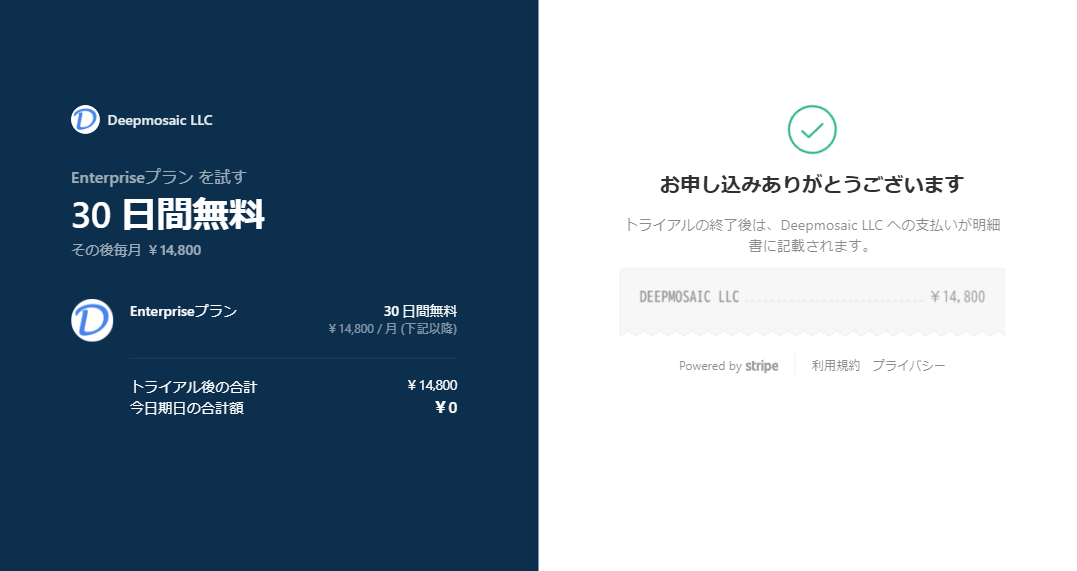 Deepmosaic LLC
Enterpriseプラン を試す
30 日間無料
その後毎月 ￥14,800
Enterpriseプラン 30 日間無料
￥14,800 / 月 (下記以降)
トライアル後の合計 ￥14,800
今日期日の合計額 ￥0
お申し込みありがとうございます
トライアルの終了後は、Deepmosaic LLC への支払いが明細
書に記載されます。
DEEPMOSAIC LLC ￥14,800
Powered by stripe 利用規約 プライバシー